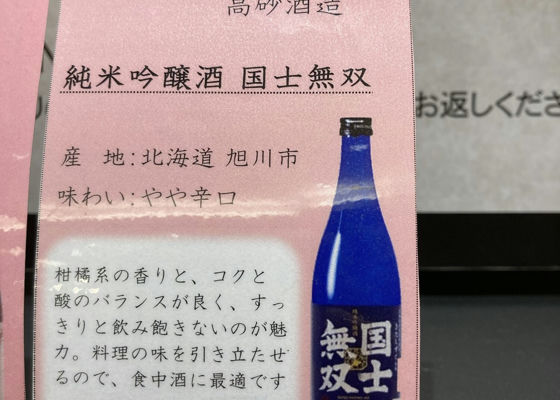 高砂酒造
純米吟醸酒 国士無双
産 地:北海道 旭川市
味わい:やや辛口
柑橘系の香りと、コクと
酸のバランスが良く、すっ
きりと飲み飽きないのが魅
力。料理の味を引き立たせ
るので、食中酒に最適です
国士
無双
お返しくださ